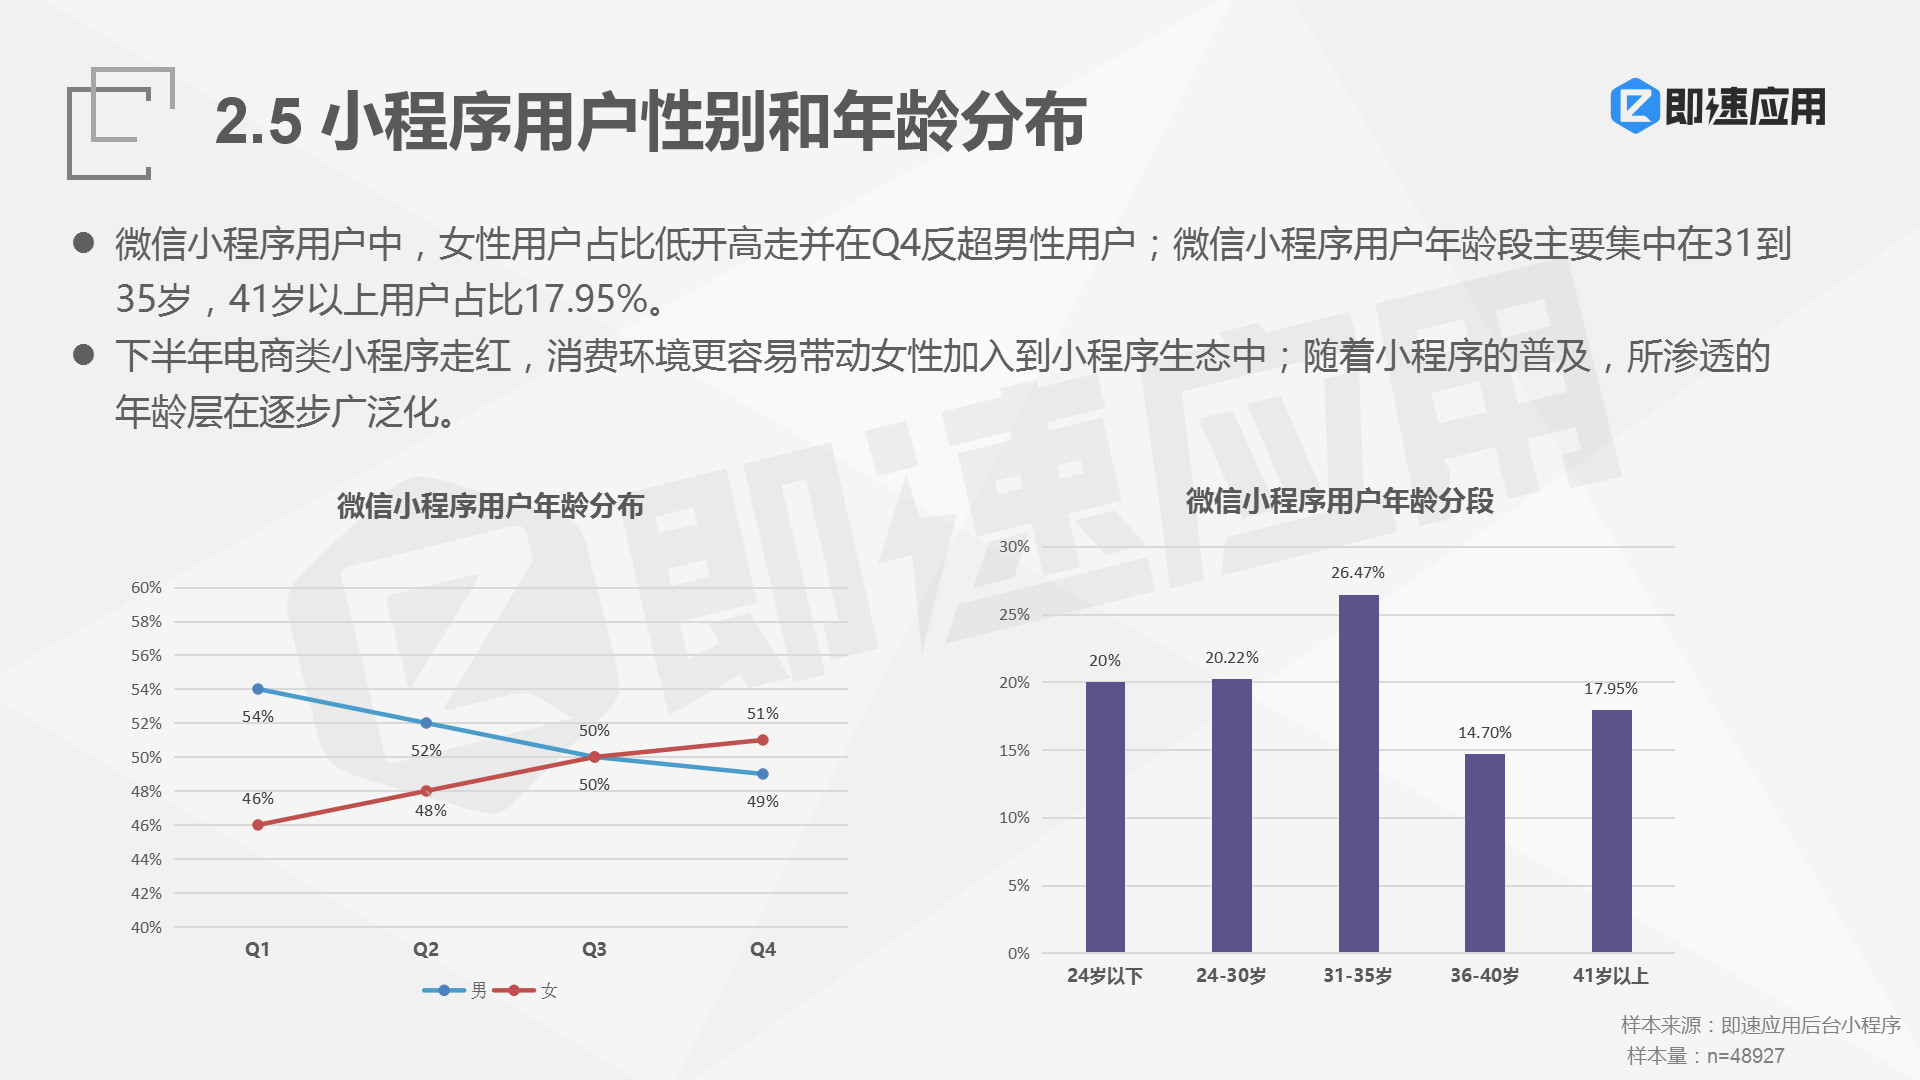 2.5 小程序用户性别和年龄分布
即速应用
微信小程序用户中，女性用户占比低开高走并在Q4反超男性用户；微信小程序用户年龄段主要集中在31到
35岁，41岁以上用户占比17.95%。
下半年电商类小程序走红，消费环境更容易带动女性加入到小程序生态中；随着小程序的普及，所渗透的
年龄层在逐步广泛化。
即速应用
微信小程序用户年龄分布
60%
58%
56%
54%
52%
50%
48%
46%
44%
42%
40%
54%
52%
50%
49%
46%
48%
50%
51%
Q1 Q2 Q3 Q4
男 女
微信小程序用户年龄分段
30%
25%
20%
15%
10%
5%
0%
20%
20.22%
26.47%
14.70%
17.95%
24岁以下 24-30岁 31-35岁 36-40岁 41岁以上
样本来源：即速应用后台小程序
样本量：n=48927